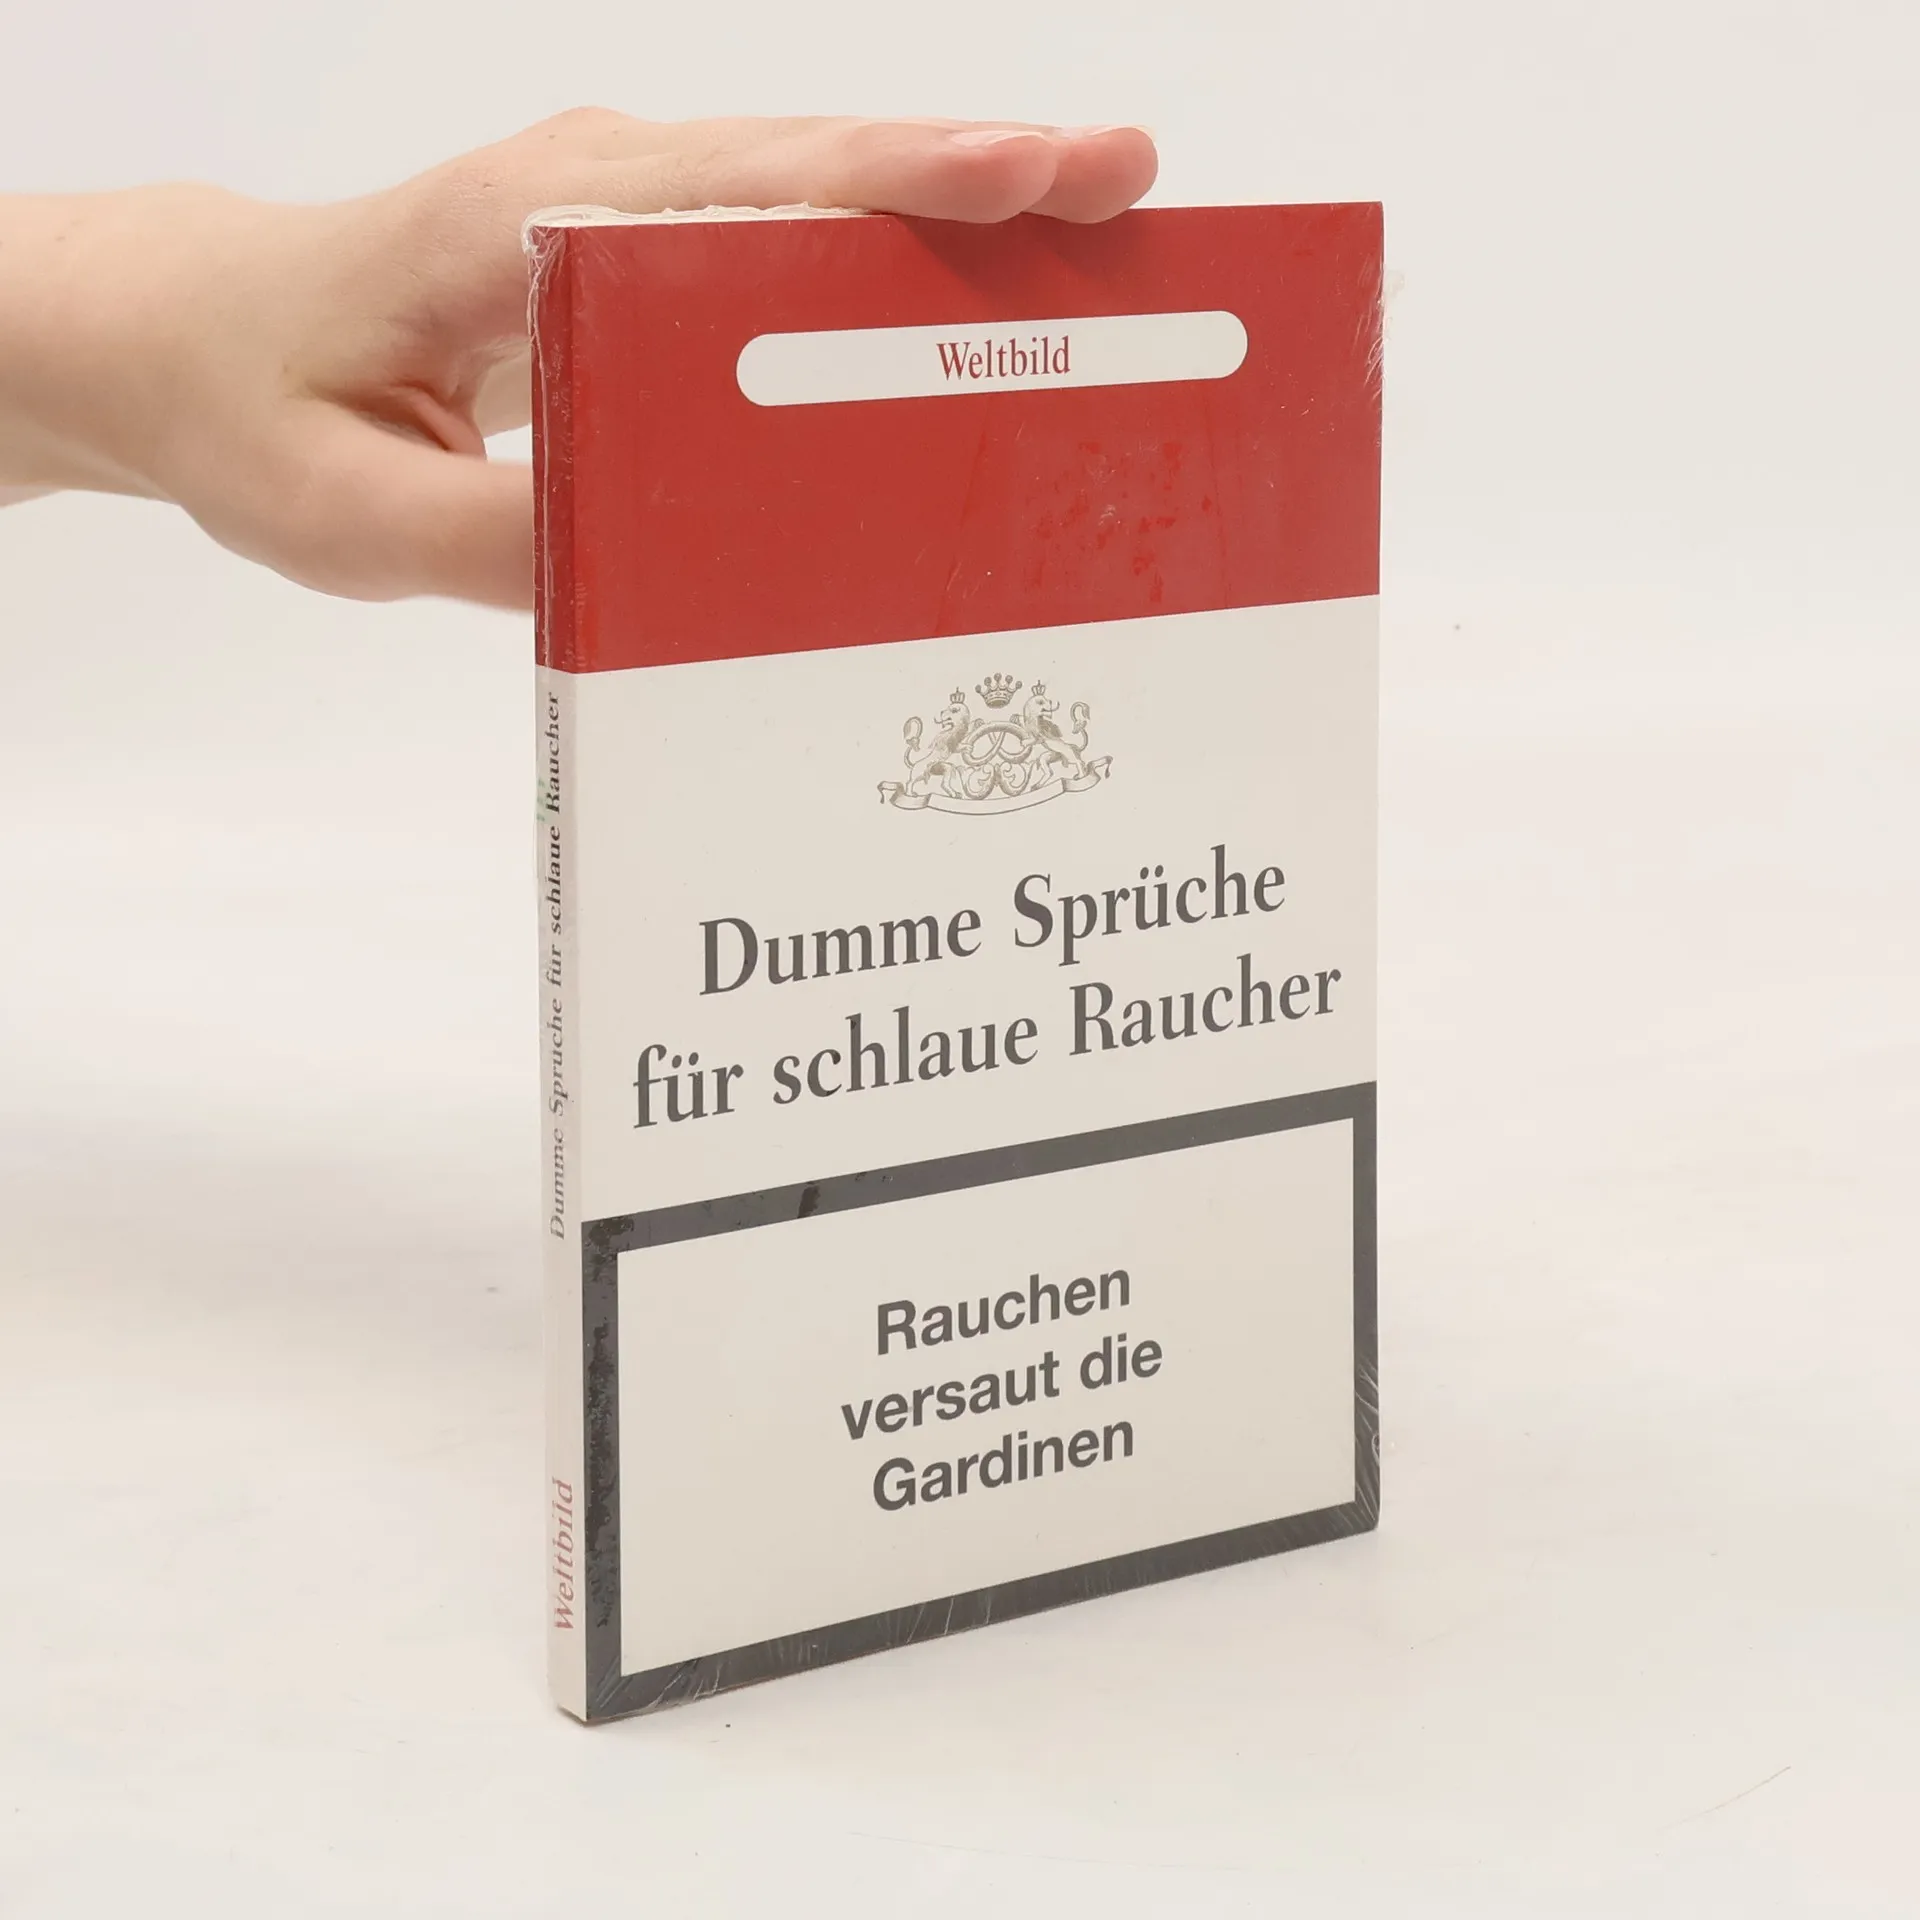 Weltbild
Dumme Sprüche
für schlaue Raucher
Rauchen
versaut die
Gardinen
Dumme Sprüche für schlaue Raucher
Weltbild